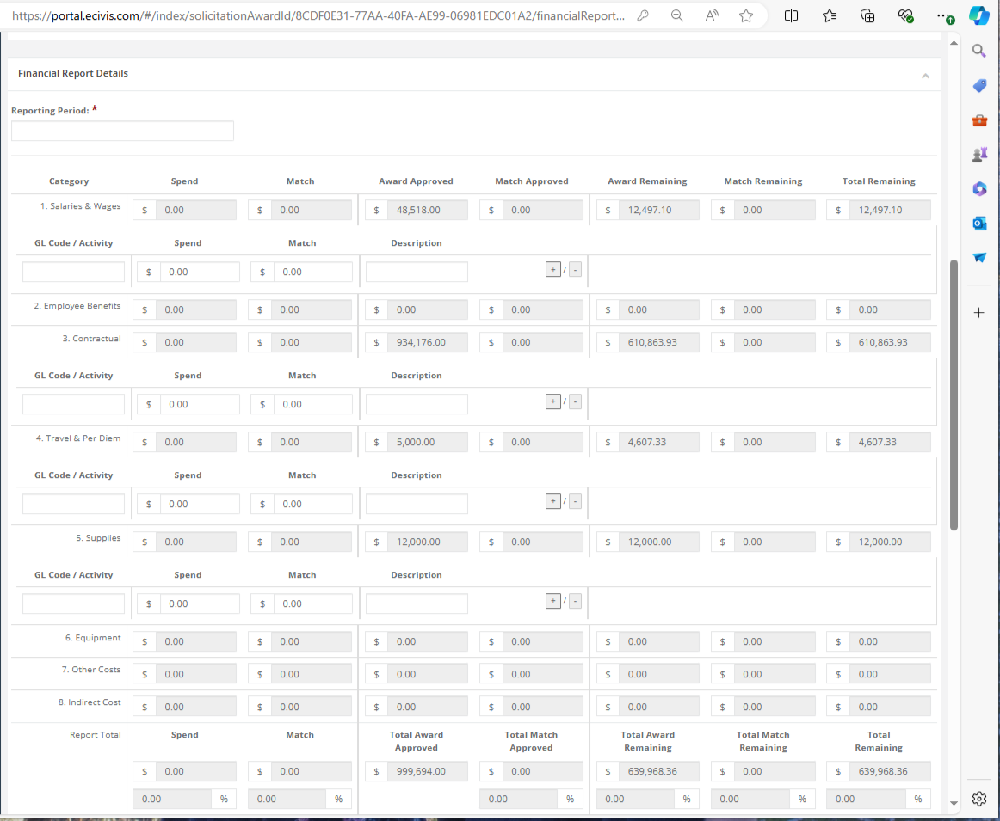 https://portal.ecivis.com/#/index/solicitationAwardId/8CDF0E31-77AA-40FA-AE99-06981EDC01A2/financialReport...
Financial Report Details
Reporting Period: *
Category Spend Match Award Approved Match Approved Award Remaining Match Remaining Total Remaining
1. Salaries & Wages $ 0.00 $ 0.00 $ 48,518.00 $ 0.00 $ 12,497.10 $ 0.00 $ 12,497.10
GL Code / Activity Spend Match Description
$ 0.00 $ 0.00 + / -
2. Employee Benefits $ 0.00 $ 0.00 $ 0.00 $ 0.00 $ 0.00 $ 0.00 $ 0.00
3. Contractual $ 0.00 $ 0.00 $ 934,176.00 $ 0.00 $ 610,863.93 $ 0.00 $ 610,863.93
GL Code / Activity Spend Match Description
$ 0.00 $ 0.00 + / -
4. Travel & Per Diem $ 0.00 $ 0.00 $ 5,000.00 $ 0.00 $ 4,607.33 $ 0.00 $ 4,607.33
GL Code / Activity Spend Match Description
$ 0.00 $ 0.00 + / -
5. Supplies $ 0.00 $ 0.00 $ 12,000.00 $ 0.00 $ 12,000.00 $ 0.00 $ 12,000.00
GL Code / Activity Spend Match Description
$ 0.00 $ 0.00 + / -
6. Equipment $ 0.00 $ 0.00 $ 0.00 $ 0.00 $ 0.00 $ 0.00 $ 0.00
7. Other Costs $ 0.00 $ 0.00 $ 0.00 $ 0.00 $ 0.00 $ 0.00 $ 0.00
8. Indirect Cost $ 0.00 $ 0.00 $ 0.00 $ 0.00 $ 0.00 $ 0.00 $ 0.00
Report Total Spend Match Total Award Total Match Total Award Total Match Total
Approved Approved Remaining Remaining Remaining
$ 0.00 $ 0.00 $ 999,694.00 $ 0.00 $ 639,968.36 $ 0.00 $ 639,968.36
0.00 % 0.00 % 0.00 % 0.00 % 0.00 % 0.00 %